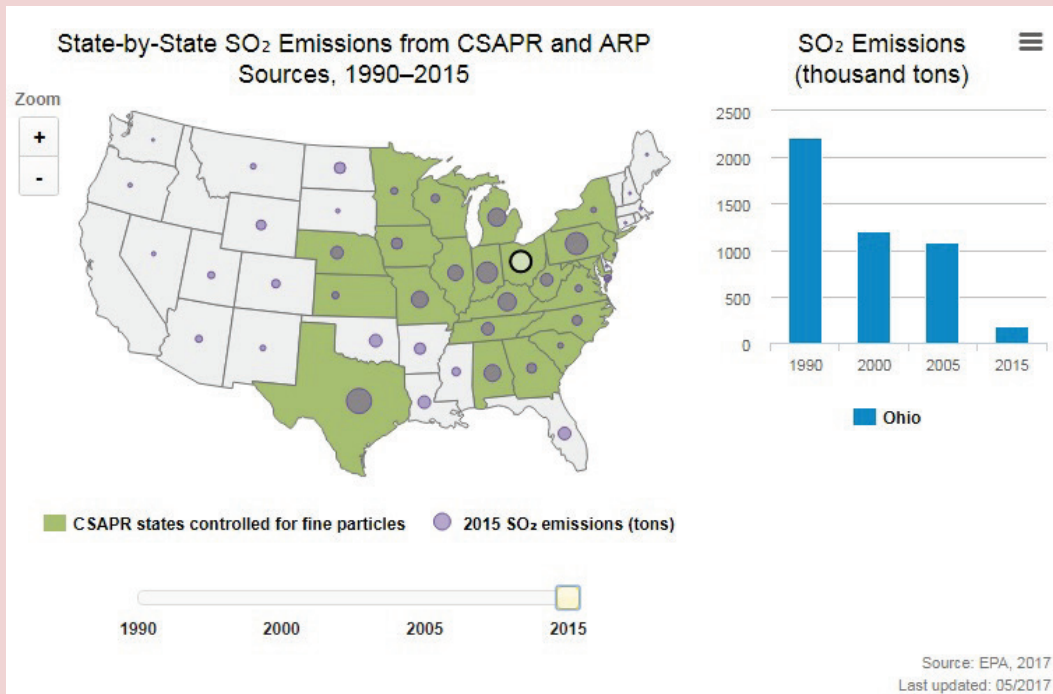 State-by-State SO₂ Emissions from CSAPR and ARP
Sources, 1990–2015
Zoom
+
-
CSAPR states controlled for fine particles
2015 SO₂ emissions (tons)
1990
2000
2005
2015
SO₂ Emissions
(thousand tons)
2500
2000
1500
1000
500
0
1990
2000
2005
2015
Ohio
Source: EPA, 2017
Last updated: 05/2017